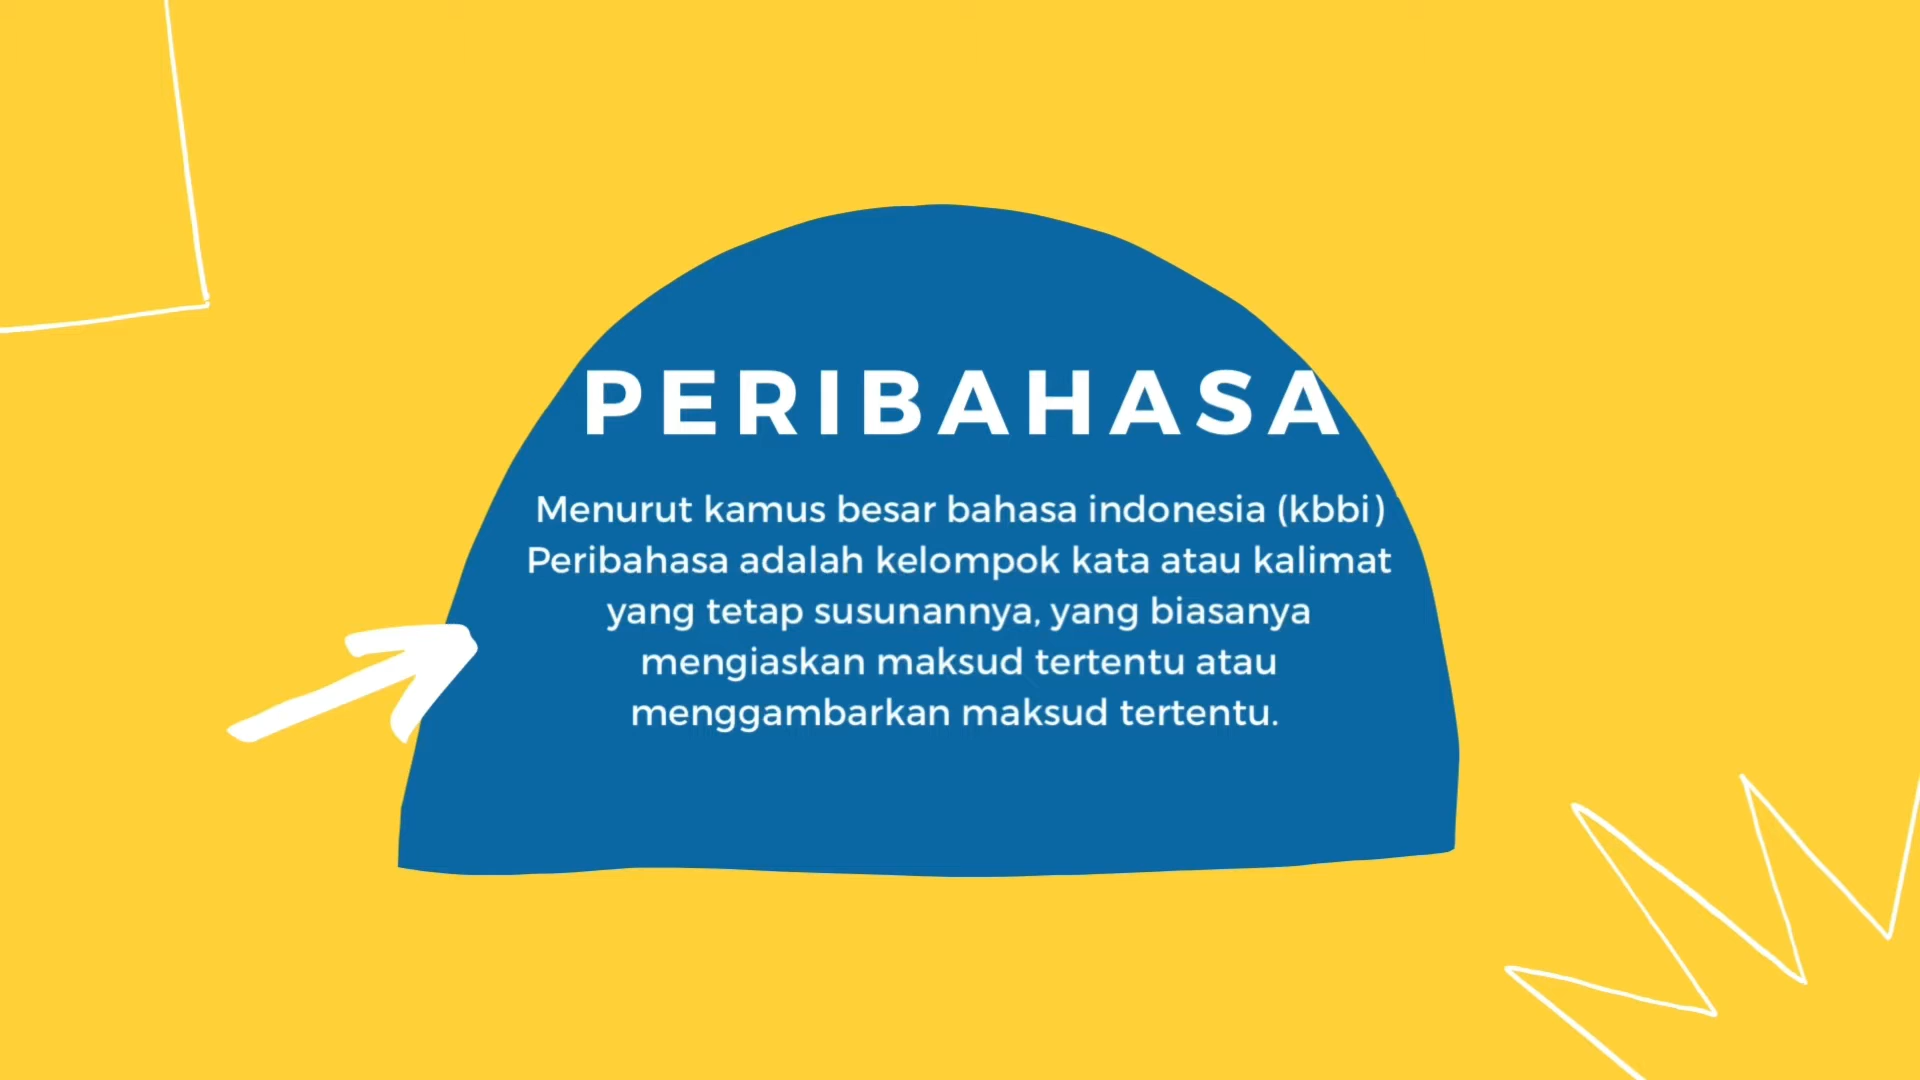 PERIBAHASA
Menurut kamus besar bahasa indonesia (kbbi)
Peribahasa adalah kelompok kata atau kalimat
yang tetap susunannya, yang biasanya
mengiaskan maksud tertentu atau
menggambarkan maksud tertentu.